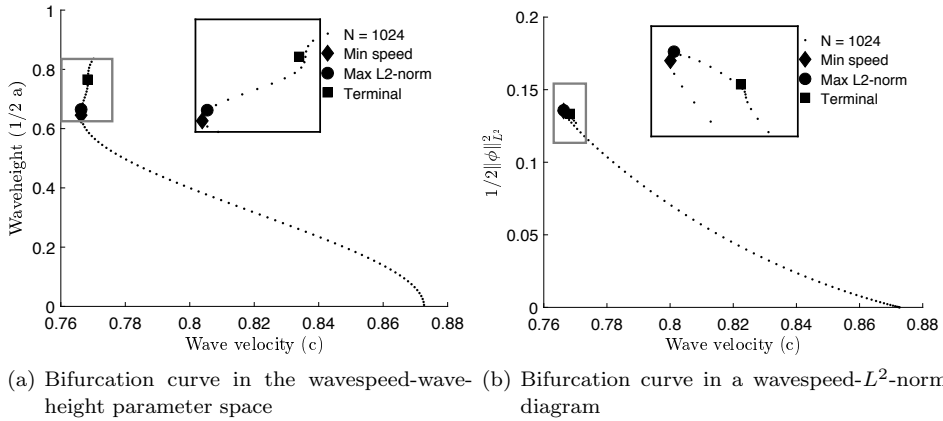 1
0.8
0.6
0.4
0.2
0
0.76
0.78
0.8
0.82
0.84
0.86
0.88
Waveheight (1/2 a)
Wave velocity (c)
N = 1024
Min speed
Max L2-norm
Terminal
0.2
0.15
0.1
0.05
0
0.76
0.78
0.8
0.82
0.84
0.86
0.88
1/2||ϕ||²_{L²}
Wave velocity (c)
N = 1024
Min speed
Max L2-norm
Terminal
(a) Bifurcation curve in the wavespeed-wave-
height parameter space
(b) Bifurcation curve in a wavespeed-L²-norm
diagram